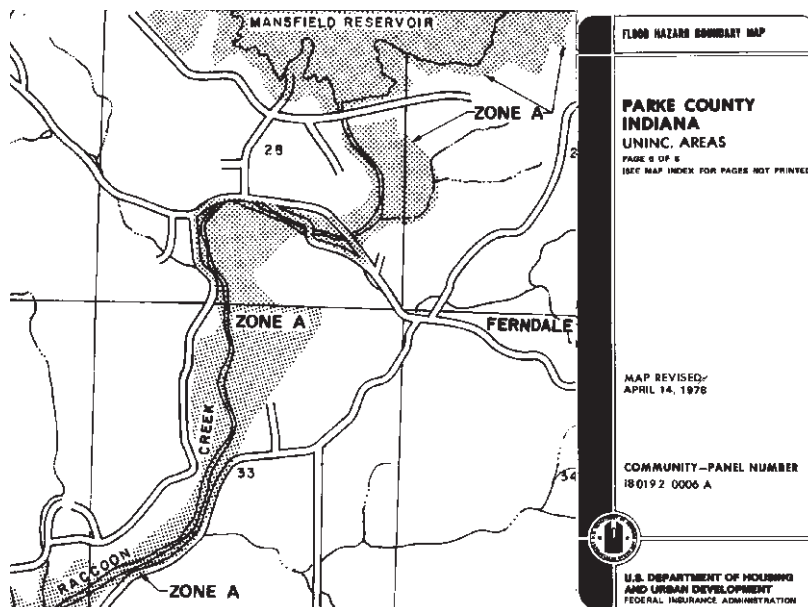 MANSFIELD RESERVOIR
ZONE A
28
ZONE A
FERNDALE
CREEK
33
34
RACCOON
ZONE A
FLOOD HAZARD BOUNDARY MAP
PARKE COUNTY
INDIANA
UNINC. AREAS
PAGE 6 OF 6
(SEE MAP INDEX FOR PAGES NOT PRINTED
MAP REVISED:
APRIL 14, 1978
COMMUNITY—PANEL NUMBER
180192 0006 A
U.S. DEPARTMENT OF HOUSING
AND URBAN DEVELOPMENT
FEDERAL INSURANCE ADMINISTRATION